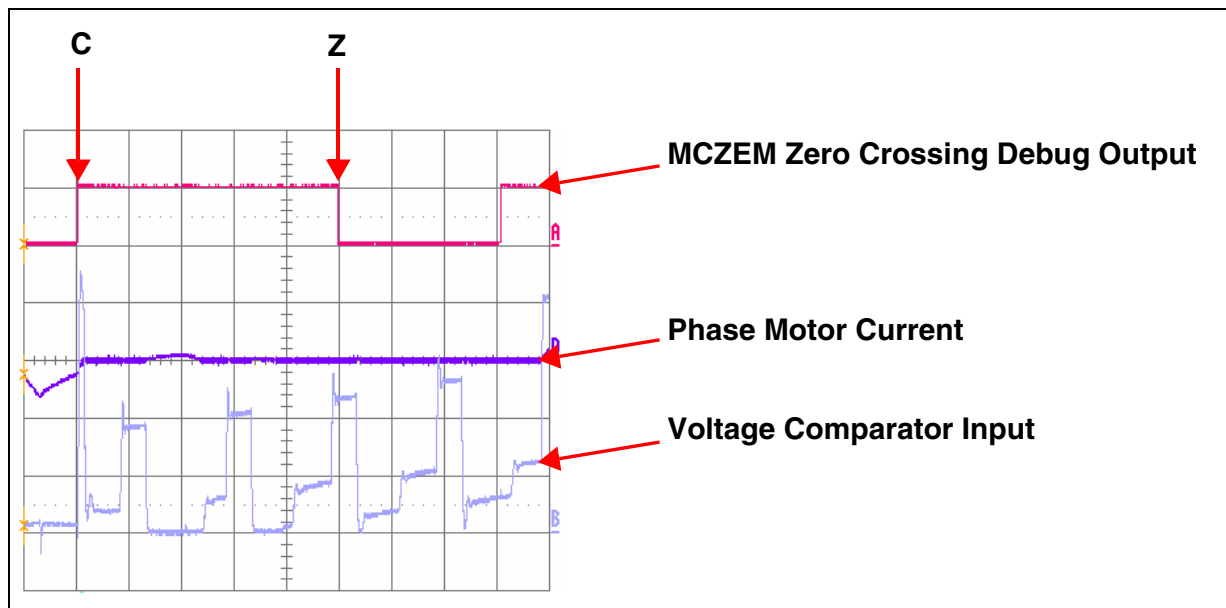 C
Z
MCZEM Zero Crossing Debug Output
A
Phase Motor Current
D
Voltage Comparator Input
B